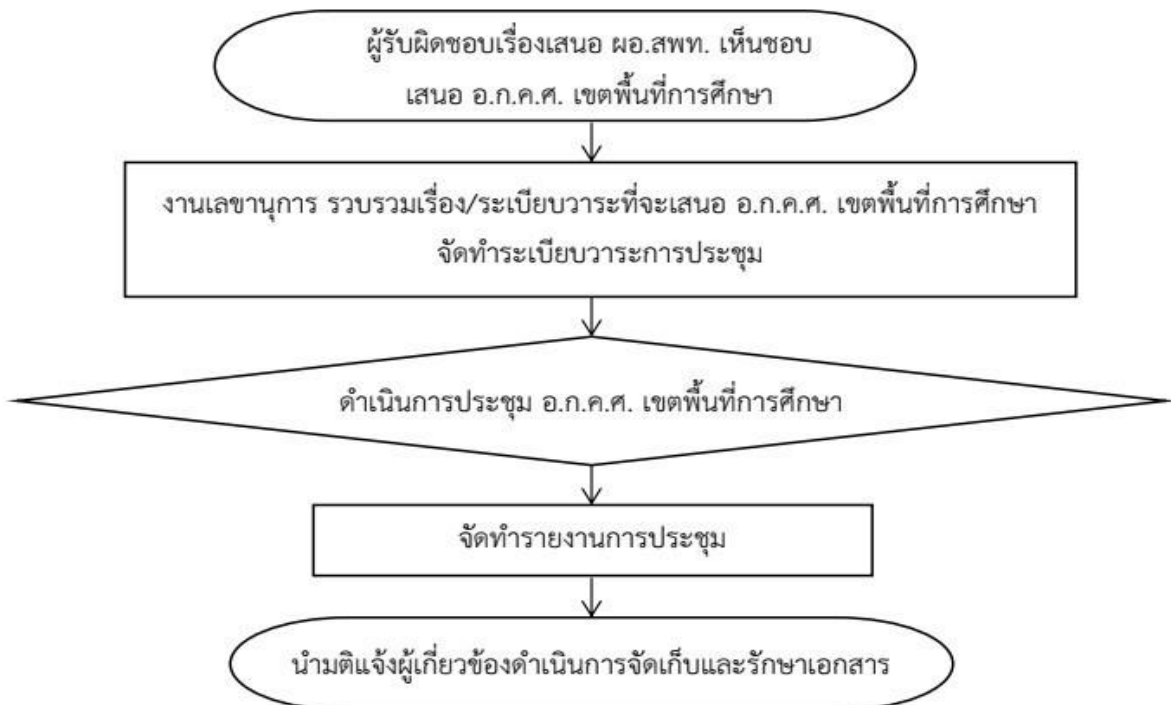 ผู้รับผิดชอบเรื่องเสนอ ผอ.สพท. เห็นชอบ
เสนอ อ.ก.ค.ศ. เขตพื้นที่การศึกษา
งานเลขานุการ รวบรวมเรื่อง/ระเบียบวาระที่จะเสนอ อ.ก.ค.ศ. เขตพื้นที่การศึกษา
จัดทำระเบียบวาระการประชุม
ดำเนินการประชุม อ.ก.ค.ศ. เขตพื้นที่การศึกษา
จัดทำรายงานการประชุม
นำมติแจ้งผู้เกี่ยวข้องดำเนินการจัดเก็บและรักษาเอกสาร